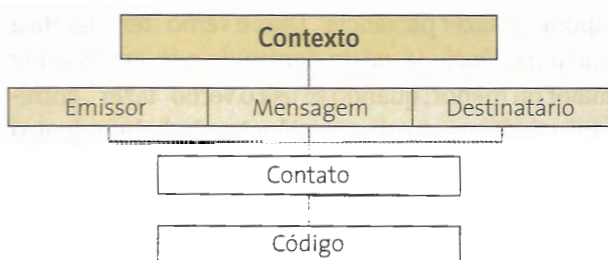 Contexto
Emissor Mensagem Destinatário
Contato
Código